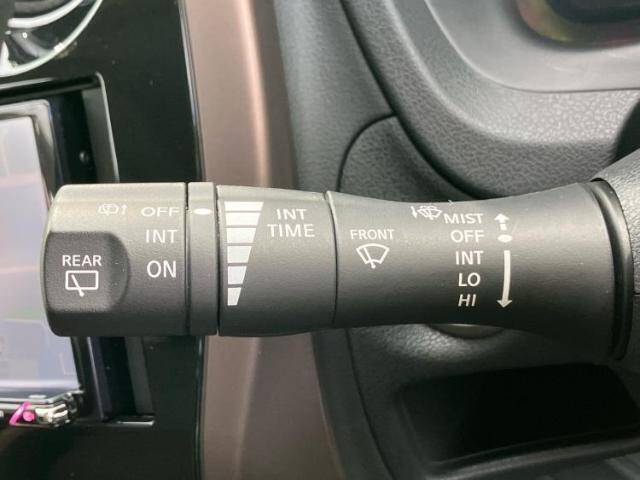 OFF
INT
ON
REAR
INT
TIME
FRONT
MIST
OFF
INT
LO
HI